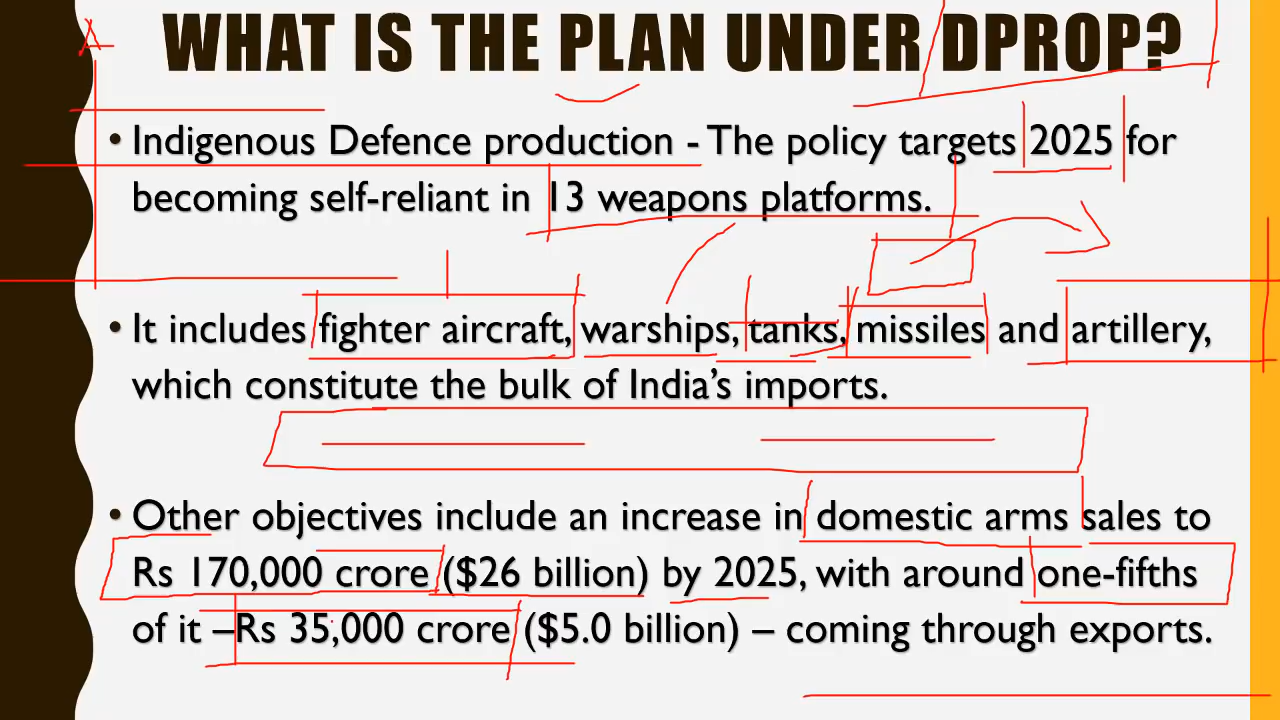 WHAT IS THE PLAN UNDER DPROP?
• Indigenous Defence production - The policy targets 2025 for
becoming self-reliant in 13 weapons platforms.
• It includes fighter aircraft, warships, tanks, missiles and artillery,
which constitute the bulk of India's imports.
• Other objectives include an increase in domestic arms sales to
Rs 170,000 crore ($26 billion) by 2025, with around one-fifths
of it –Rs 35,000 crore ($5.0 billion) – coming through exports.